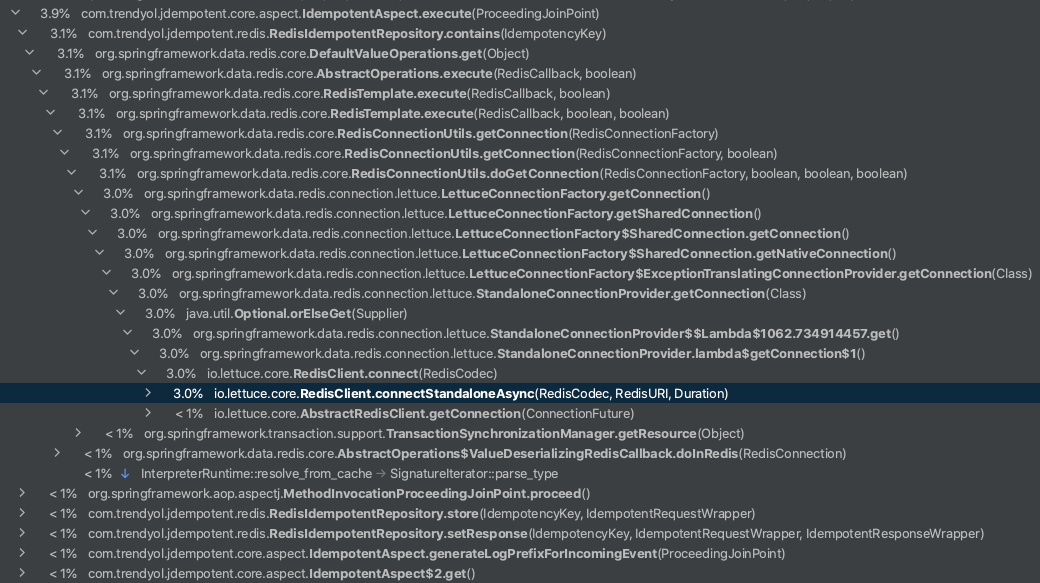 3.9% com.trendyol.jdempotent.core.aspect.IdempotentAspect.execute(ProceedingJoinPoint)
3.1% com.trendyol.jdempotent.redis.RedisIdempotentRepository.contains(IdempotencyKey)
3.1% org.springframework.data.redis.core.DefaultValueOperations.get(Object)
3.1% org.springframework.data.redis.core.AbstractOperations.execute(RedisCallback, boolean)
3.1% org.springframework.data.redis.core.RedisTemplate.execute(RedisCallback, boolean)
3.1% org.springframework.data.redis.core.RedisTemplate.execute(RedisCallback, boolean, boolean)
3.1% org.springframework.data.redis.core.RedisConnectionUtils.getConnection(RedisConnectionFactory)
3.1% org.springframework.data.redis.core.RedisConnectionUtils.getConnection(RedisConnectionFactory, boolean)
3.1% org.springframework.data.redis.core.RedisConnectionUtils.doGetConnection(RedisConnectionFactory, boolean, boolean, boolean)
3.0% org.springframework.data.redis.connection.lettuce.LettuceConnectionFactory.getConnection()
3.0% org.springframework.data.redis.connection.lettuce.LettuceConnectionFactory.getSharedConnection()
3.0% org.springframework.data.redis.connection.lettuce.LettuceConnectionFactory$SharedConnection.getConnection()
3.0% org.springframework.data.redis.connection.lettuce.LettuceConnectionFactory$SharedConnection.getNativeConnection()
3.0% org.springframework.data.redis.connection.lettuce.LettuceConnectionFactory$ExceptionTranslatingConnectionProvider.getConnection(Class)
3.0% org.springframework.data.redis.connection.lettuce.StandaloneConnectionProvider.getConnection(Class)
3.0% java.util.Optional.orElseGet(Supplier)
3.0% org.springframework.data.redis.connection.lettuce.StandaloneConnectionProvider$$Lambda$1062.734914457.get()
3.0% org.springframework.data.redis.connection.lettuce.StandaloneConnectionProvider.lambda$getConnection$1()
3.0% io.lettuce.core.RedisClient.connect(RedisCodec)
3.0% io.lettuce.core.RedisClient.connectStandaloneAsync(RedisCodec, RedisURI, Duration)
< 1% io.lettuce.core.AbstractRedisClient.getConnection(ConnectionFuture)
< 1% org.springframework.transaction.support.TransactionSynchronizationManager.getResource(Object)
< 1% org.springframework.data.redis.core.AbstractOperations$ValueDeserializingRedisCallback.doInRedis(RedisConnection)
< 1% ↓ InterpreterRuntime::resolve_from_cache → SignatureIterator::parse_type
< 1% org.springframework.aop.aspectj.MethodInvocationProceedingJoinPoint.proceed()
< 1% com.trendyol.jdempotent.redis.RedisIdempotentRepository.store(IdempotencyKey, IdempotentRequestWrapper)
< 1% com.trendyol.jdempotent.redis.RedisIdempotentRepository.setResponse(IdempotencyKey, IdempotentRequestWrapper, IdempotentResponseWrapper)
< 1% com.trendyol.jdempotent.core.aspect.IdempotentAspect.generateLogPrefixForIncomingEvent(ProceedingJoinPoint)
< 1% com.trendyol.jdempotent.core.aspect.IdempotentAspect$2.get()